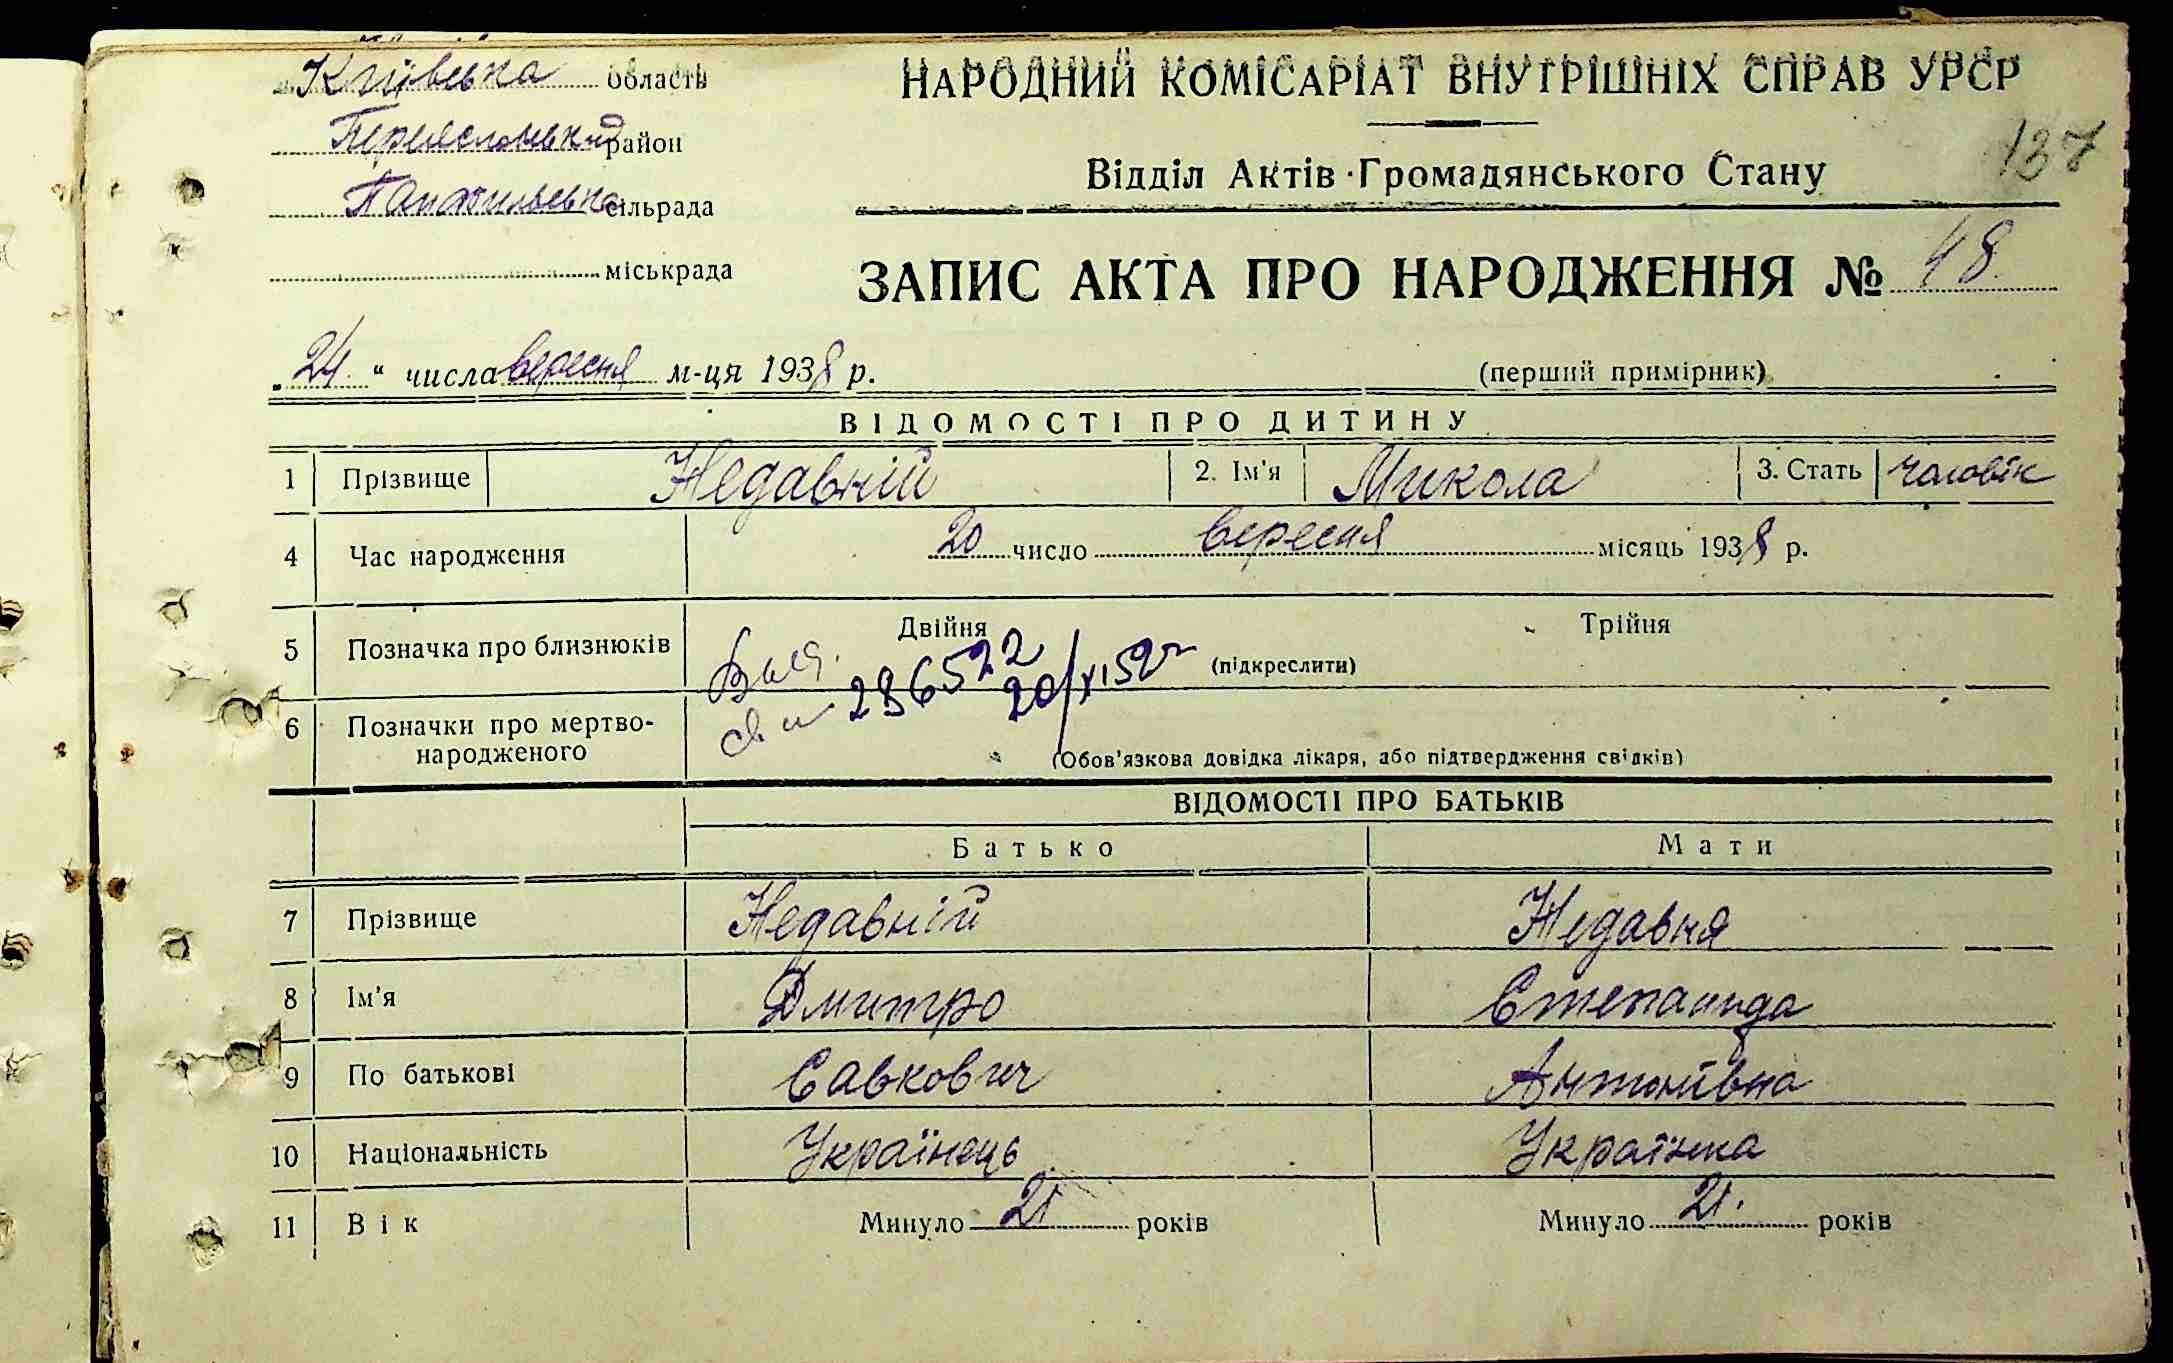 Київська область
Переяславський район
сільрада
міськрада
НАРОДНИЙ КОМІСАРІАТ ВНУТРІШНІХ СПРАВ УРСР
137
Відділ Актів Громадянського Стану
ЗАПИС АКТА ПРО НАРОДЖЕННЯ № 48
„24“ числа вересня м-ця 1938 р.
(перший примірник)
ВІДОМОСТІ ПРО ДИТИНУ
1 Прізвище Недавній 2. Ім'я Микола 3. Стать чоловік
4 Час народження 20 число вересня місяць 1938 р.
5 Позначка про близнюків Двійня Трійня
(підкреслити)
286522 20/XI 52г
6 Позначки про мертво-
народженого
(Обов'язкова довідка лікаря, або підтвердження свідків)
ВІДОМОСТІ ПРО БАТЬКІВ
Батько Мати
7 Прізвище Недавній Недавня
8 Ім'я Дмитро Степанида
9 По батькові Савкович Антонівна
10 Національність Українець Українка
11 Вік Минуло 21 років Минуло 21. років